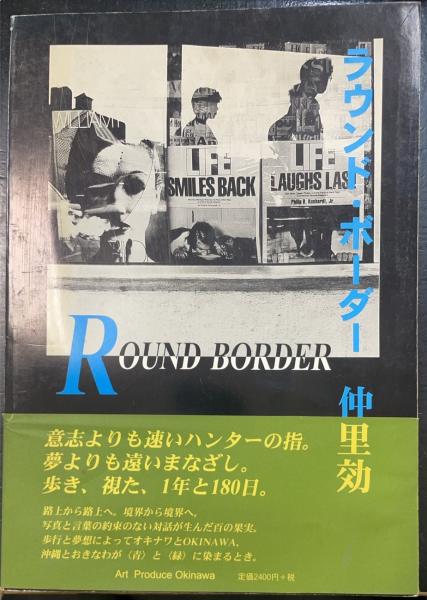 ラウンド・ボーダー 仲里効
WILLIAM
LIFE
SMILES BACK
LIFE
LAUGHS LAST
Philip B. Kunhardt, Jr.
ROUND BORDER
意志よりも速いハンターの指。
夢よりも遠いまなざし。
歩き、視た、1年と180日。
路上から路上へ。境界から境界へ。
写真と言葉の約束のない対話が生んだ百の果実。
歩行と夢想によってオキナワとOKINAWA、
沖縄とおきなわが〈青〉と〈緑〉に染まるとき。
Art Produce Okinawa 定価2400円+税